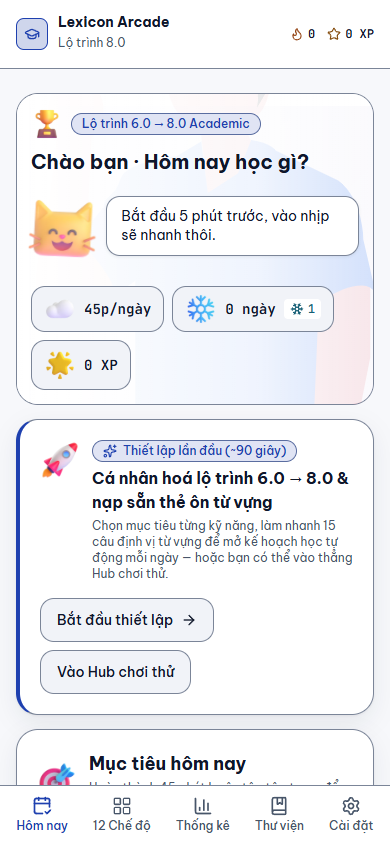 Lexicon Arcade
Lộ trình 8.0
0
0 XP
Lộ trình 6.0 → 8.0 Academic
Chào bạn · Hôm nay học gì?
Bắt đầu 5 phút trước, vào nhịp
sẽ nhanh thôi.
45p/ngày
0 ngày
1
0 XP
Thiết lập lần đầu (~90 giây)
Cá nhân hoá lộ trình 6.0 → 8.0 &
nạp sẵn thẻ ôn từ vựng
Chọn mục tiêu từng kỹ năng, làm nhanh 15
câu định vị từ vựng để mở kế hoạch học tự
động mỗi ngày — hoặc bạn có thể vào thẳng
Hub chơi thử.
Bắt đầu thiết lập →
Vào Hub chơi thử
Mục tiêu hôm nay
Hôm nay
12 Chế độ
Thống kê
Thư viện
Cài đặt